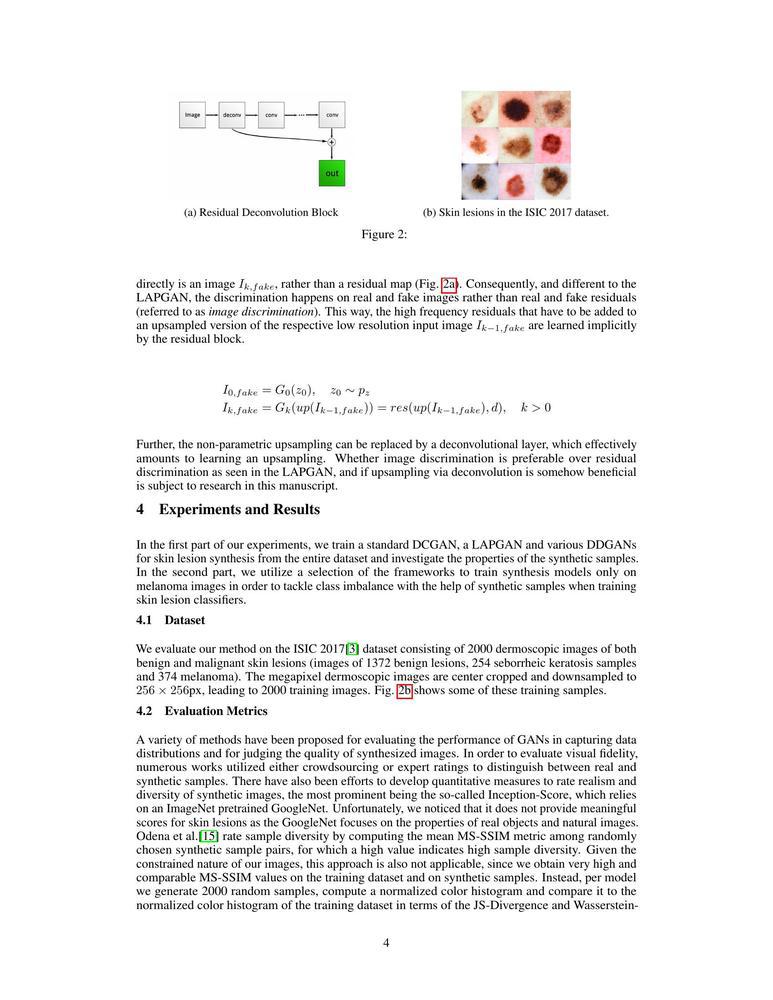 Image
deconv
conv
...
conv
+
out
(a) Residual Deconvolution Block
(b) Skin lesions in the ISIC 2017 dataset.
Figure 2:
directly is an image I_{k,fake}, rather than a residual map (Fig. 2a). Consequently, and different to the
LAPGAN, the discrimination happens on real and fake images rather than real and fake residuals
(referred to as image discrimination). This way, the high frequency residuals that have to be added to
an upsampled version of the respective low resolution input image I_{k−1,fake} are learned implicitly
by the residual block.
I_{0,fake} = G_0(z_0), z_0 ∼ p_z
I_{k,fake} = G_k(up(I_{k−1,fake})) = res(up(I_{k−1,fake}), d), k > 0
Further, the non-parametric upsampling can be replaced by a deconvolutional layer, which effectively
amounts to learning an upsampling. Whether image discrimination is preferable over residual
discrimination as seen in the LAPGAN, and if upsampling via deconvolution is somehow beneficial
is subject to research in this manuscript.
4 Experiments and Results
In the first part of our experiments, we train a standard DCGAN, a LAPGAN and various DDGANs
for skin lesion synthesis from the entire dataset and investigate the properties of the synthetic samples.
In the second part, we utilize a selection of the frameworks to train synthesis models only on
melanoma images in order to tackle class imbalance with the help of synthetic samples when training
skin lesion classifiers.
4.1 Dataset
We evaluate our method on the ISIC 2017[3] dataset consisting of 2000 dermoscopic images of both
benign and malignant skin lesions (images of 1372 benign lesions, 254 seborrheic keratosis samples
and 374 melanoma). The megapixel dermoscopic images are center cropped and downsampled to
256 × 256px, leading to 2000 training images. Fig. 2b shows some of these training samples.
4.2 Evaluation Metrics
A variety of methods have been proposed for evaluating the performance of GANs in capturing data
distributions and for judging the quality of synthesized images. In order to evaluate visual fidelity,
numerous works utilized either crowdsourcing or expert ratings to distinguish between real and
synthetic samples. There have also been efforts to develop quantitative measures to rate realism and
diversity of synthetic images, the most prominent being the so-called Inception-Score, which relies
on an ImageNet pretrained GoogleNet. Unfortunately, we noticed that it does not provide meaningful
scores for skin lesions as the GoogleNet focuses on the properties of real objects and natural images.
Odena et al.[15] rate sample diversity by computing the mean MS-SSIM metric among randomly
chosen synthetic sample pairs, for which a high value indicates high sample diversity. Given the
constrained nature of our images, this approach is also not applicable, since we obtain very high and
comparable MS-SSIM values on the training dataset and on synthetic samples. Instead, per model
we generate 2000 random samples, compute a normalized color histogram and compare it to the
normalized color histogram of the training dataset in terms of the JS-Divergence and Wasserstein-
4